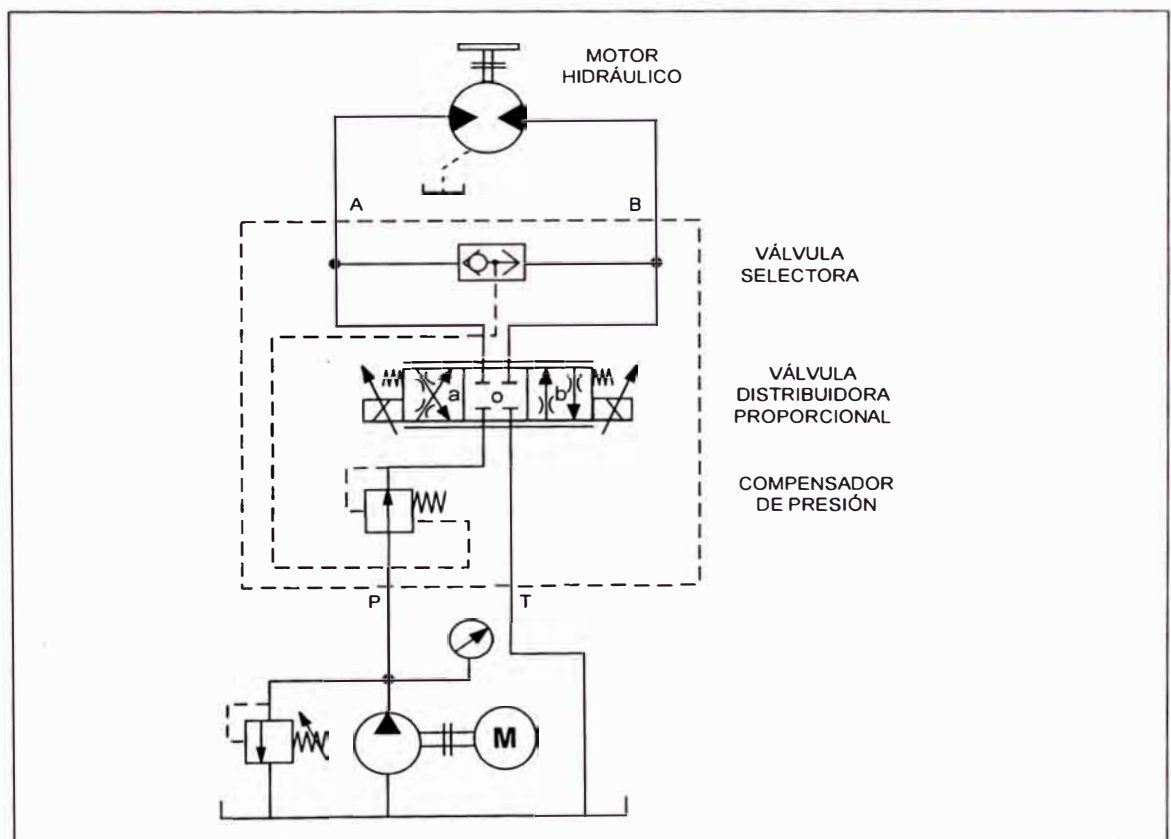 MOTOR
HIDRÁULICO
A
B
VÁLVULA
SELECTORA
a
o
b
VÁLVULA
DISTRIBUIDORA
PROPORCIONAL
COMPENSADOR
DE PRESIÓN
P
T
M